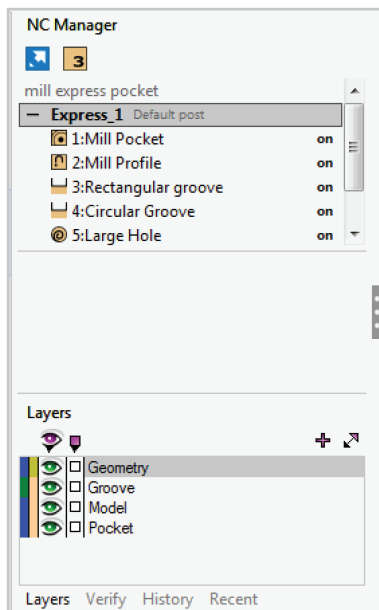 NC Manager
3
mill express pocket
Express_1 Default post
1:Mill Pocket on
2:Mill Profile on
3:Rectangular groove on
4:Circular Groove on
5:Large Hole on
Layers
Geometry
Groove
Model
Pocket
Layers Verify History Recent